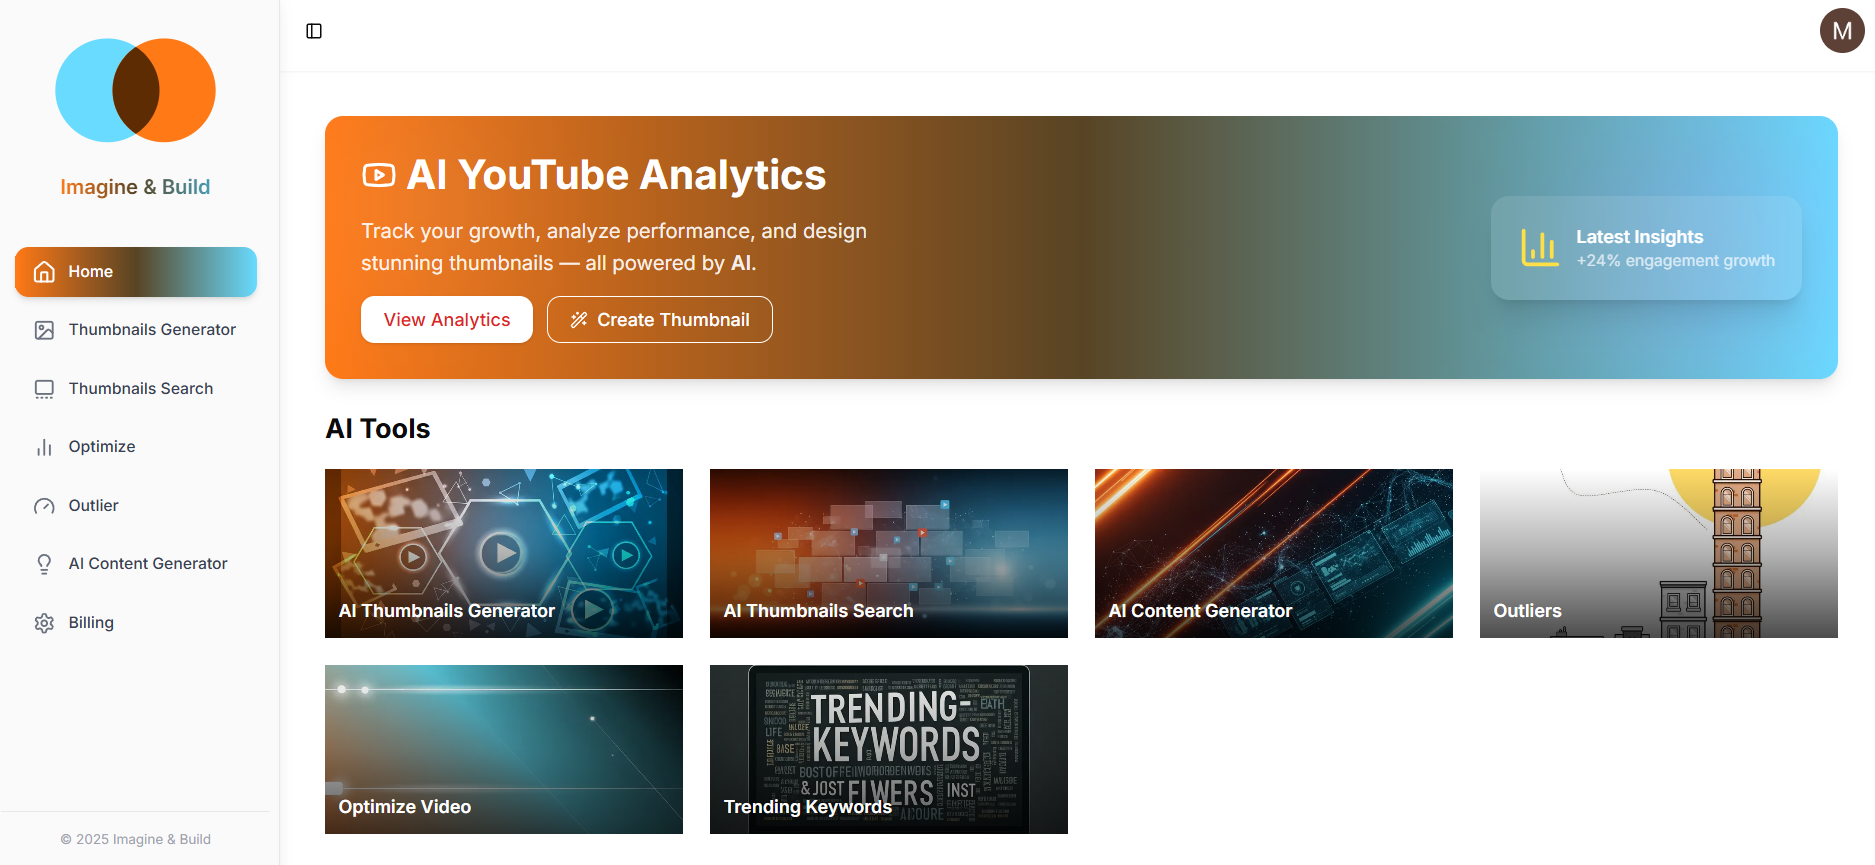 Imagine & Build
Home
Thumbnails Generator
Thumbnails Search
Optimize
Outlier
AI Content Generator
Billing
© 2025 Imagine & Build
M
AI YouTube Analytics
Track your growth, analyze performance, and design
stunning thumbnails — all powered by AI.
View Analytics
Create Thumbnail
Latest Insights
+24% engagement growth
AI Tools
AI Thumbnails Generator
AI Thumbnails Search
AI Content Generator
Outliers
Optimize Video
TRENDING-
KEYWORDS
& JOST FLWERS INST
Trending Keywords